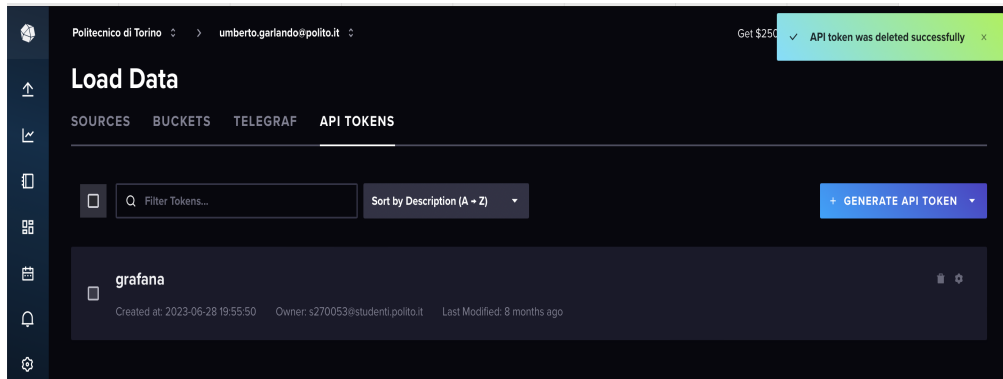 Politecnico di Torino > umberto.garlando@polito.it
Get $250
API token was deleted successfully x
Load Data
SOURCES BUCKETS TELEGRAF API TOKENS
Filter Tokens...
Sort by Description (A → Z)
+ GENERATE API TOKEN
grafana
Created at: 2023-06-28 19:55:50 Owner: s270053@studenti.polito.it Last Modified: 8 months ago